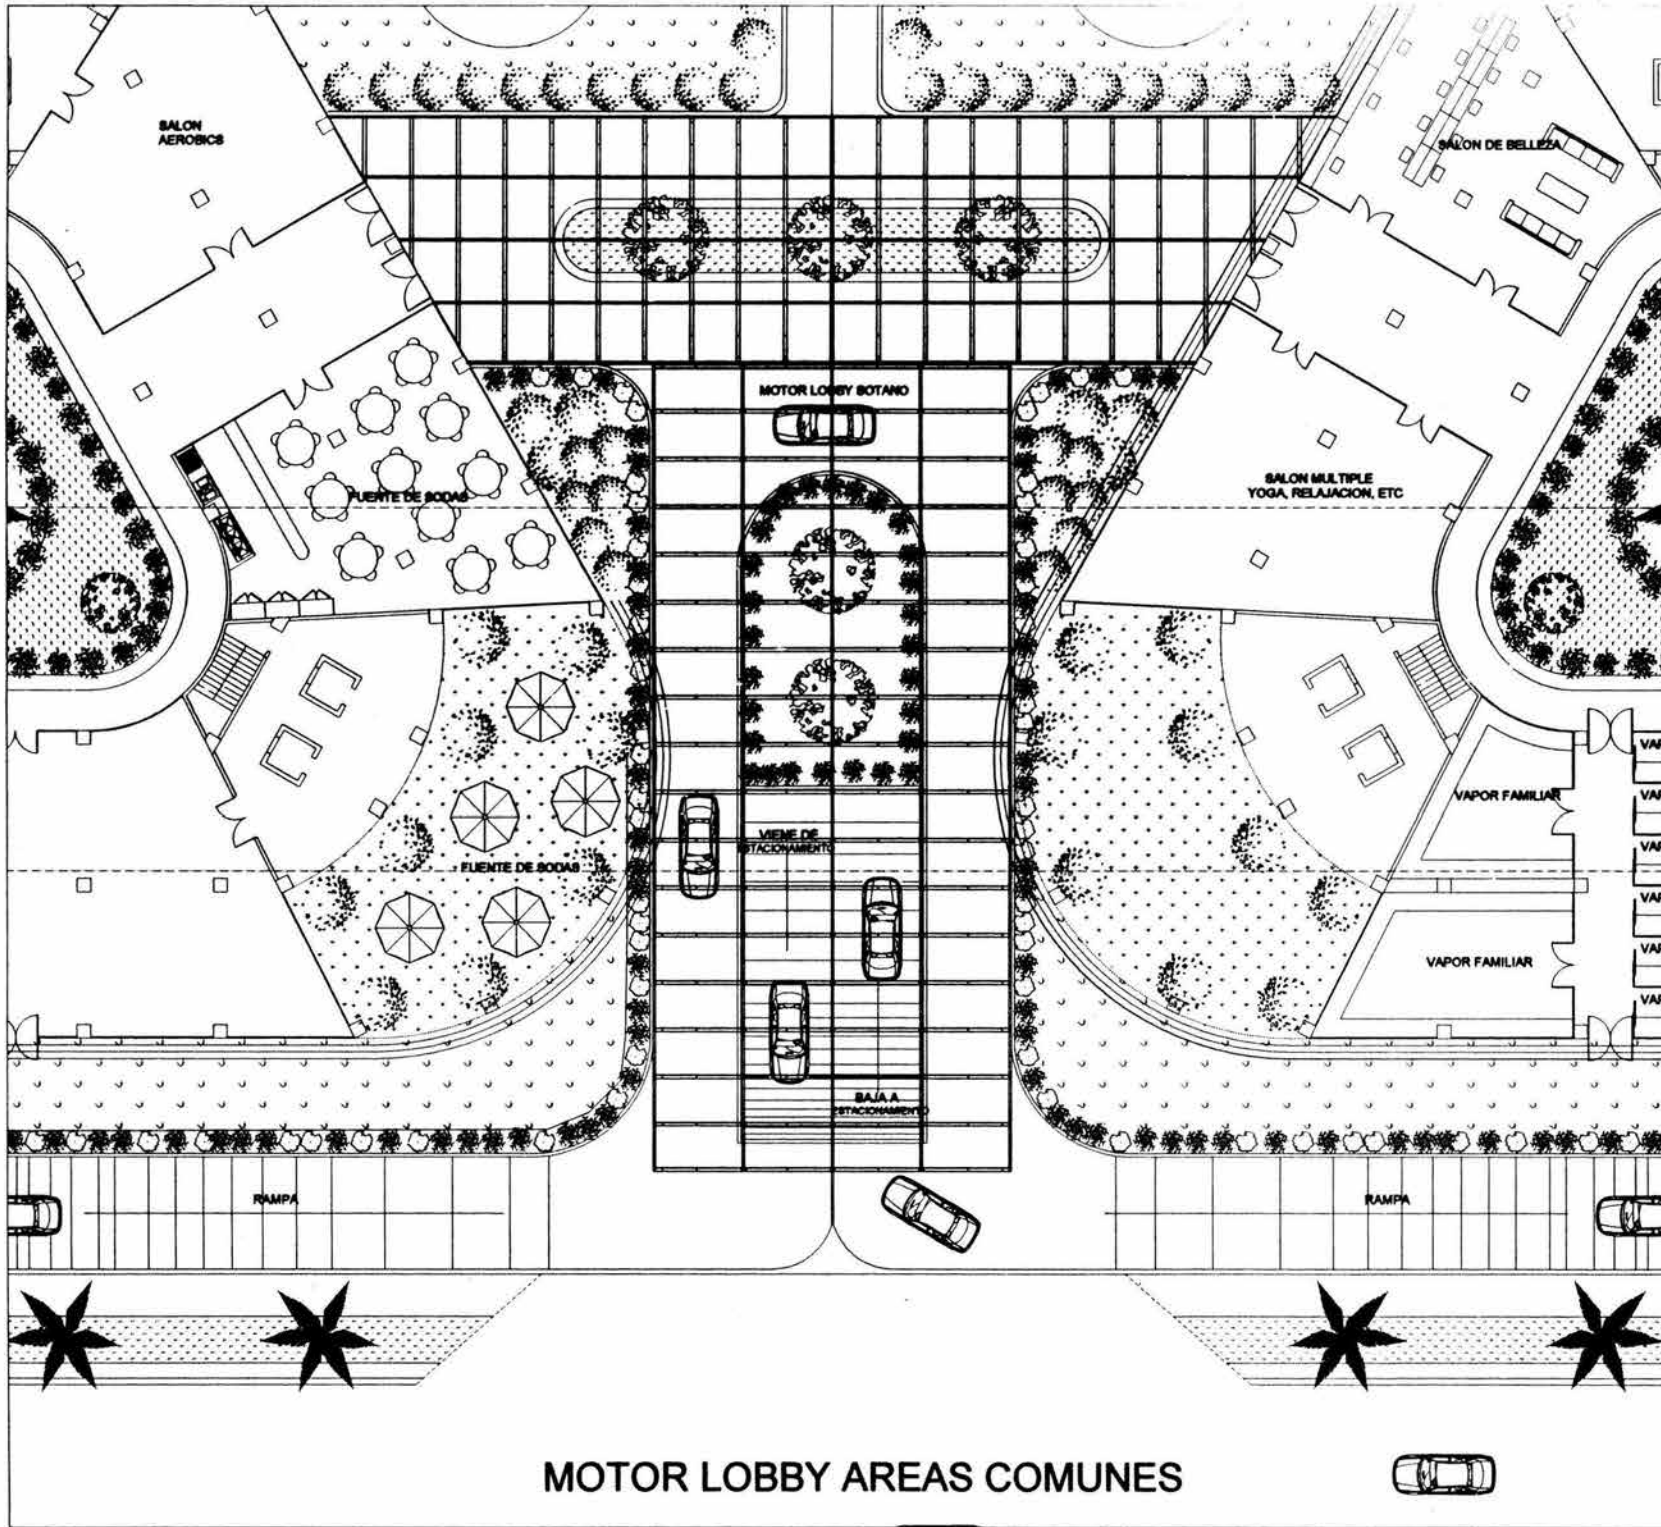 SALON
AEROBICS
SALON DE BELLEZA
MOTOR LOBBY SOTANO
FUENTE DE SODAS
SALON MULTIPLE
YOGA, RELAJACION, ETC
VAPOR FAMILIAR
VIENE DE
ESTACIONAMIENTO
FUENTE DE SODAS
VAPOR FAMILIAR
BAJA A
ESTACIONAMIENTO
RAMPA
RAMPA
MOTOR LOBBY AREAS COMUNES